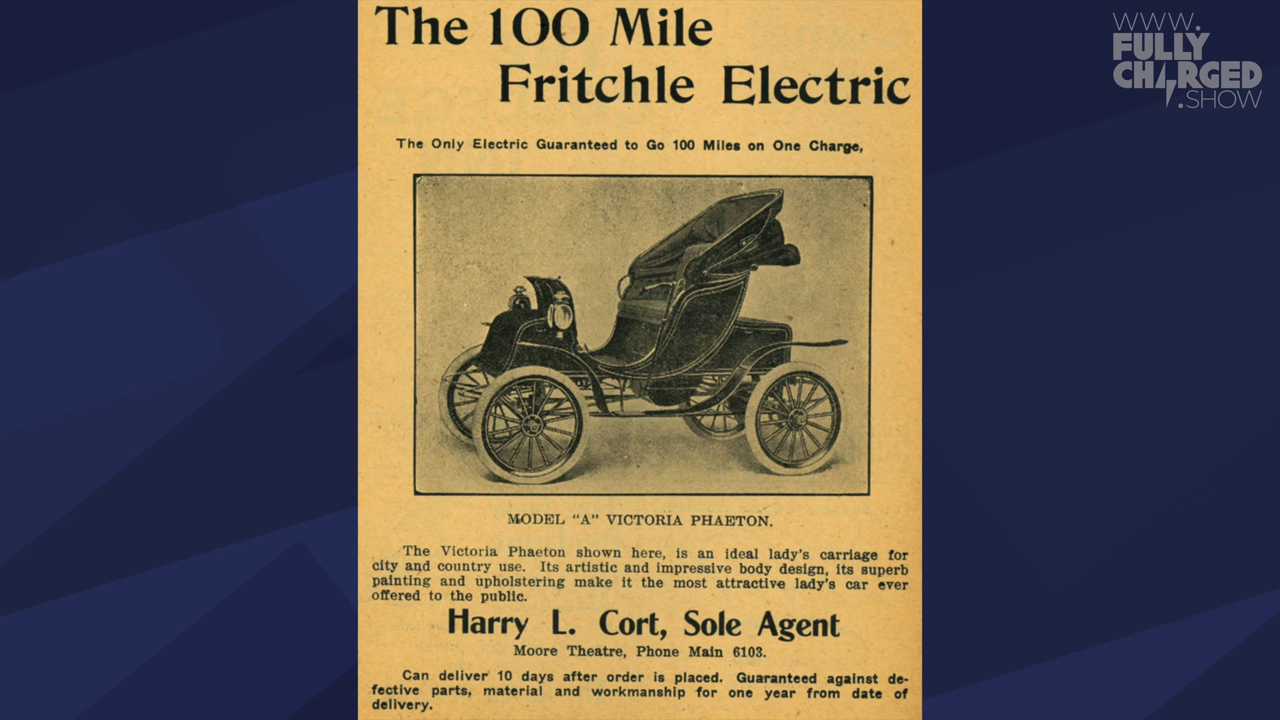 The 100 Mile
Fritchle Electric
The Only Electric Guaranteed to Go 100 Miles on One Charge,
MODEL "A" VICTORIA PHAETON.
The Victoria Phaeton shown here, is an ideal lady's carriage for
city and country use. Its artistic and impressive body design, its superb
painting and upholstering make it the most attractive lady's car ever
offered to the public.
Harry L. Cort, Sole Agent
Moore Theatre, Phone Main 6103.
Can deliver 10 days after order is placed. Guaranteed against de-
fective parts, material and workmanship for one year from date of
delivery.
WWW.
FULLY
CHARGED
.SHOW